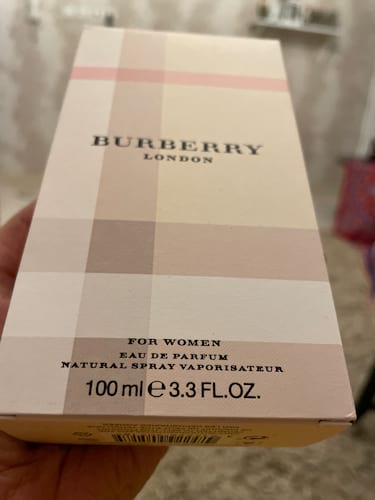 BURBERRY
LONDON
FOR WOMEN
EAU DE PARFUM
NATURAL SPRAY VAPORISATEUR
100 ml ℮ 3.3 FL.OZ.